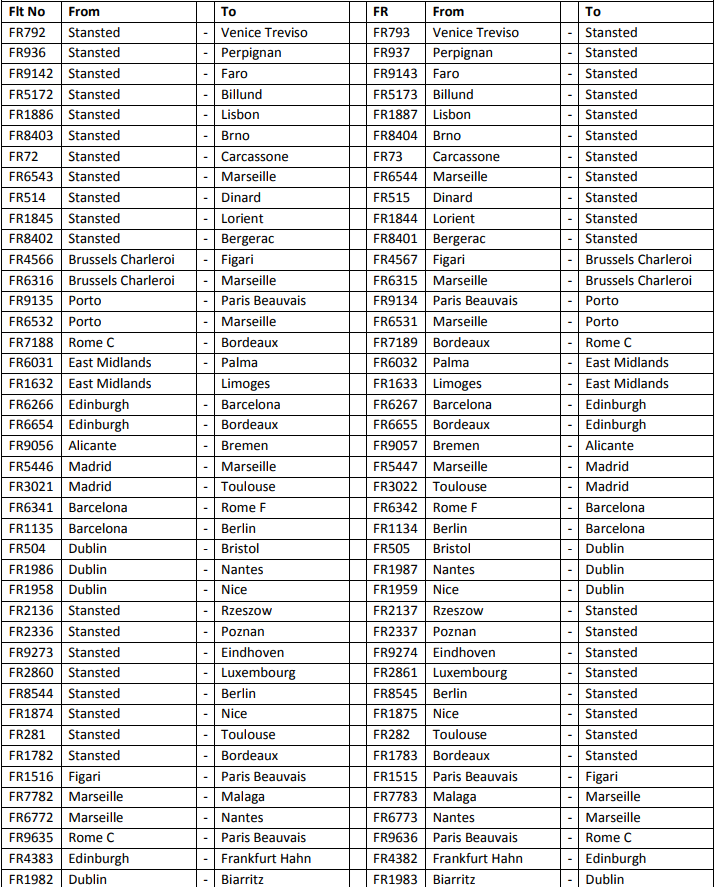 Flt No From To FR From To
FR792 Stansted - Venice Treviso FR793 Venice Treviso - Stansted
FR936 Stansted - Perpignan FR937 Perpignan - Stansted
FR9142 Stansted - Faro FR9143 Faro - Stansted
FR5172 Stansted - Billund FR5173 Billund - Stansted
FR1886 Stansted - Lisbon FR1887 Lisbon - Stansted
FR8403 Stansted - Brno FR8404 Brno - Stansted
FR72 Stansted - Carcassone FR73 Carcassone - Stansted
FR6543 Stansted - Marseille FR6544 Marseille - Stansted
FR514 Stansted - Dinard FR515 Dinard - Stansted
FR1845 Stansted - Lorient FR1844 Lorient - Stansted
FR8402 Stansted - Bergerac FR8401 Bergerac - Stansted
FR4566 Brussels Charleroi - Figari FR4567 Figari - Brussels Charleroi
FR6316 Brussels Charleroi - Marseille FR6315 Marseille - Brussels Charleroi
FR9135 Porto - Paris Beauvais FR9134 Paris Beauvais - Porto
FR6532 Porto - Marseille FR6531 Marseille - Porto
FR7188 Rome C - Bordeaux FR7189 Bordeaux - Rome C
FR6031 East Midlands - Palma FR6032 Palma - East Midlands
FR1632 East Midlands Limoges FR1633 Limoges - East Midlands
FR6266 Edinburgh - Barcelona FR6267 Barcelona - Edinburgh
FR6654 Edinburgh - Bordeaux FR6655 Bordeaux - Edinburgh
FR9056 Alicante - Bremen FR9057 Bremen - Alicante
FR5446 Madrid - Marseille FR5447 Marseille - Madrid
FR3021 Madrid - Toulouse FR3022 Toulouse - Madrid
FR6341 Barcelona - Rome F FR6342 Rome F - Barcelona
FR1135 Barcelona - Berlin FR1134 Berlin - Barcelona
FR504 Dublin - Bristol FR505 Bristol - Dublin
FR1986 Dublin - Nantes FR1987 Nantes - Dublin
FR1958 Dublin - Nice FR1959 Nice - Dublin
FR2136 Stansted - Rzeszow FR2137 Rzeszow - Stansted
FR2336 Stansted - Poznan FR2337 Poznan - Stansted
FR9273 Stansted - Eindhoven FR9274 Eindhoven - Stansted
FR2860 Stansted - Luxembourg FR2861 Luxembourg - Stansted
FR8544 Stansted - Berlin FR8545 Berlin - Stansted
FR1874 Stansted - Nice FR1875 Nice - Stansted
FR281 Stansted - Toulouse FR282 Toulouse - Stansted
FR1782 Stansted - Bordeaux FR1783 Bordeaux - Stansted
FR1516 Figari - Paris Beauvais FR1515 Paris Beauvais - Figari
FR7782 Marseille - Malaga FR7783 Malaga - Marseille
FR6772 Marseille - Nantes FR6773 Nantes - Marseille
FR9635 Rome C - Paris Beauvais FR9636 Paris Beauvais - Rome C
FR4383 Edinburgh - Frankfurt Hahn FR4382 Frankfurt Hahn - Edinburgh
FR1982 Dublin - Biarritz FR1983 Biarritz - Dublin